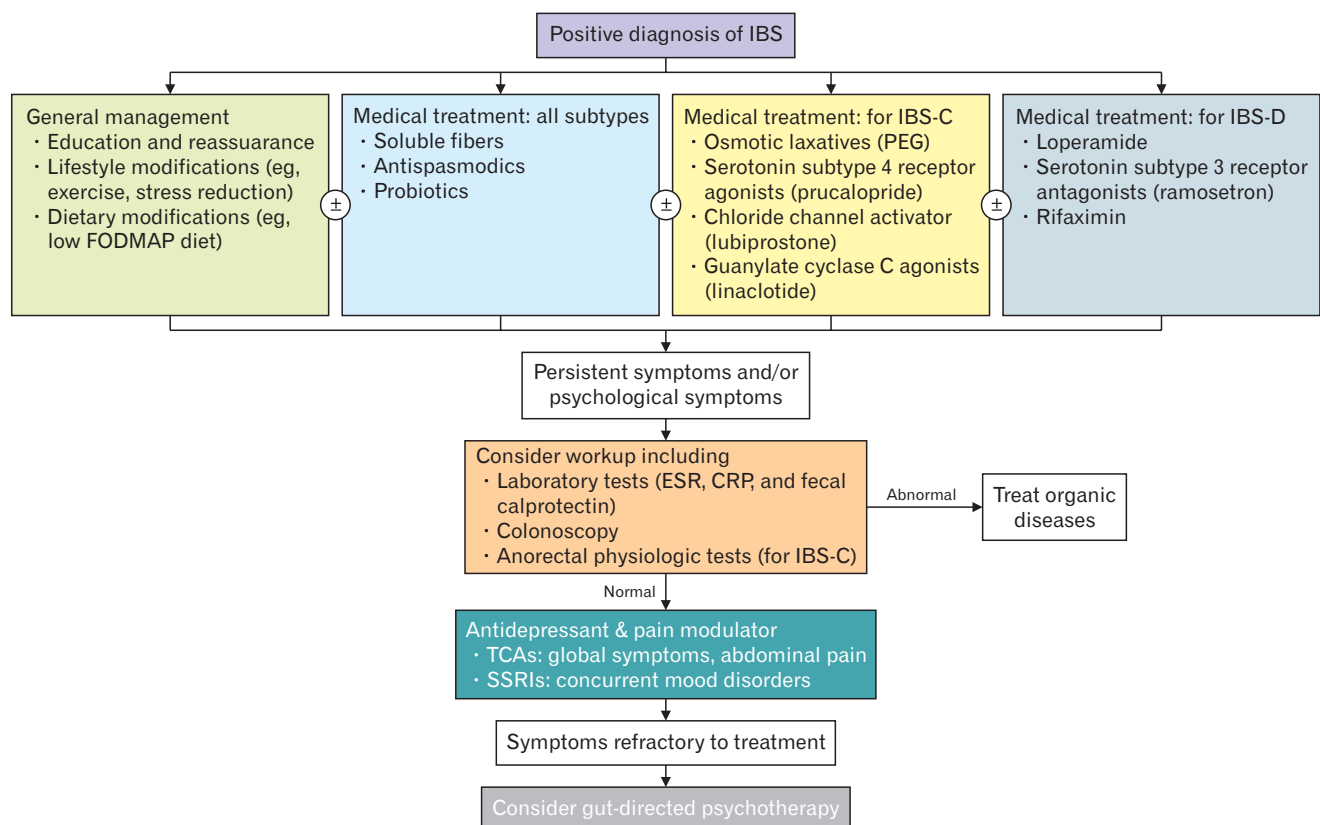 Positive diagnosis of IBS
General management
· Education and reassuarance
· Lifestyle modifications (eg,
exercise, stress reduction)
· Dietary modifications (eg,
low FODMAP diet)
±
Medical treatment: all subtypes
· Soluble fibers
· Antispasmodics
· Probiotics
±
Medical treatment: for IBS-C
· Osmotic laxatives (PEG)
· Serotonin subtype 4 receptor
agonists (prucalopride)
· Chloride channel activator
(lubiprostone)
· Guanylate cyclase C agonists
(linaclotide)
±
Medical treatment: for IBS-D
· Loperamide
· Serotonin subtype 3 receptor
antagonists (ramosetron)
· Rifaximin
Persistent symptoms and/or
psychological symptoms
Consider workup including
· Laboratory tests (ESR, CRP, and fecal
calprotectin)
· Colonoscopy
· Anorectal physiologic tests (for IBS-C)
Abnormal
Treat organic
diseases
Normal
Antidepressant & pain modulator
· TCAs: global symptoms, abdominal pain
· SSRIs: concurrent mood disorders
Symptoms refractory to treatment
Consider gut-directed psychotherapy